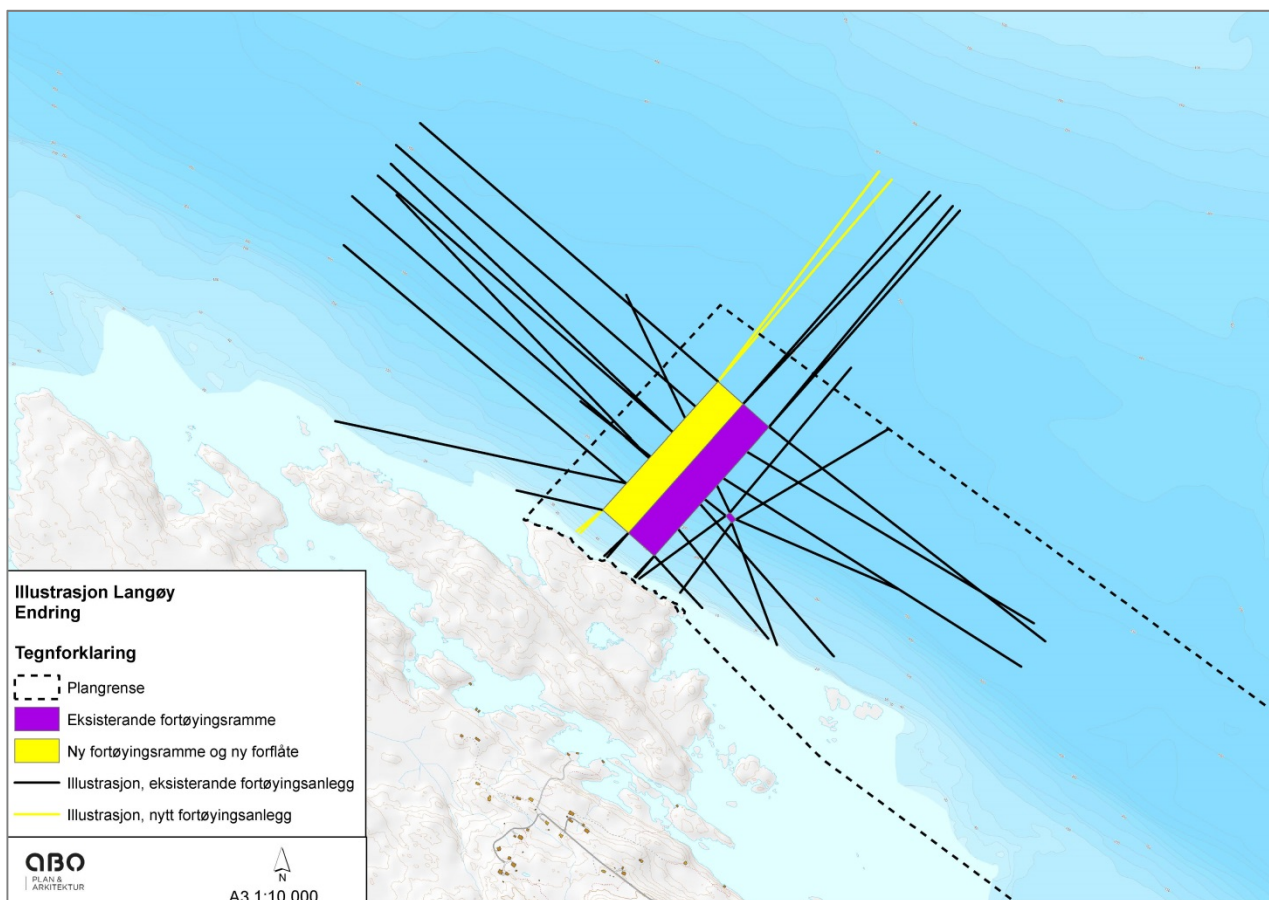 Illustrasjon Langøy
Endring
Tegnforklaring
Plangrense
Eksisterande fortøyingsramme
Ny fortøyingsramme og ny forflåte
Illustrasjon, eksisterande fortøyingsanlegg
Illustrasjon, nytt fortøyingsanlegg
ABO
PLAN &
ARKITEKTUR
N
A3 1:10 000